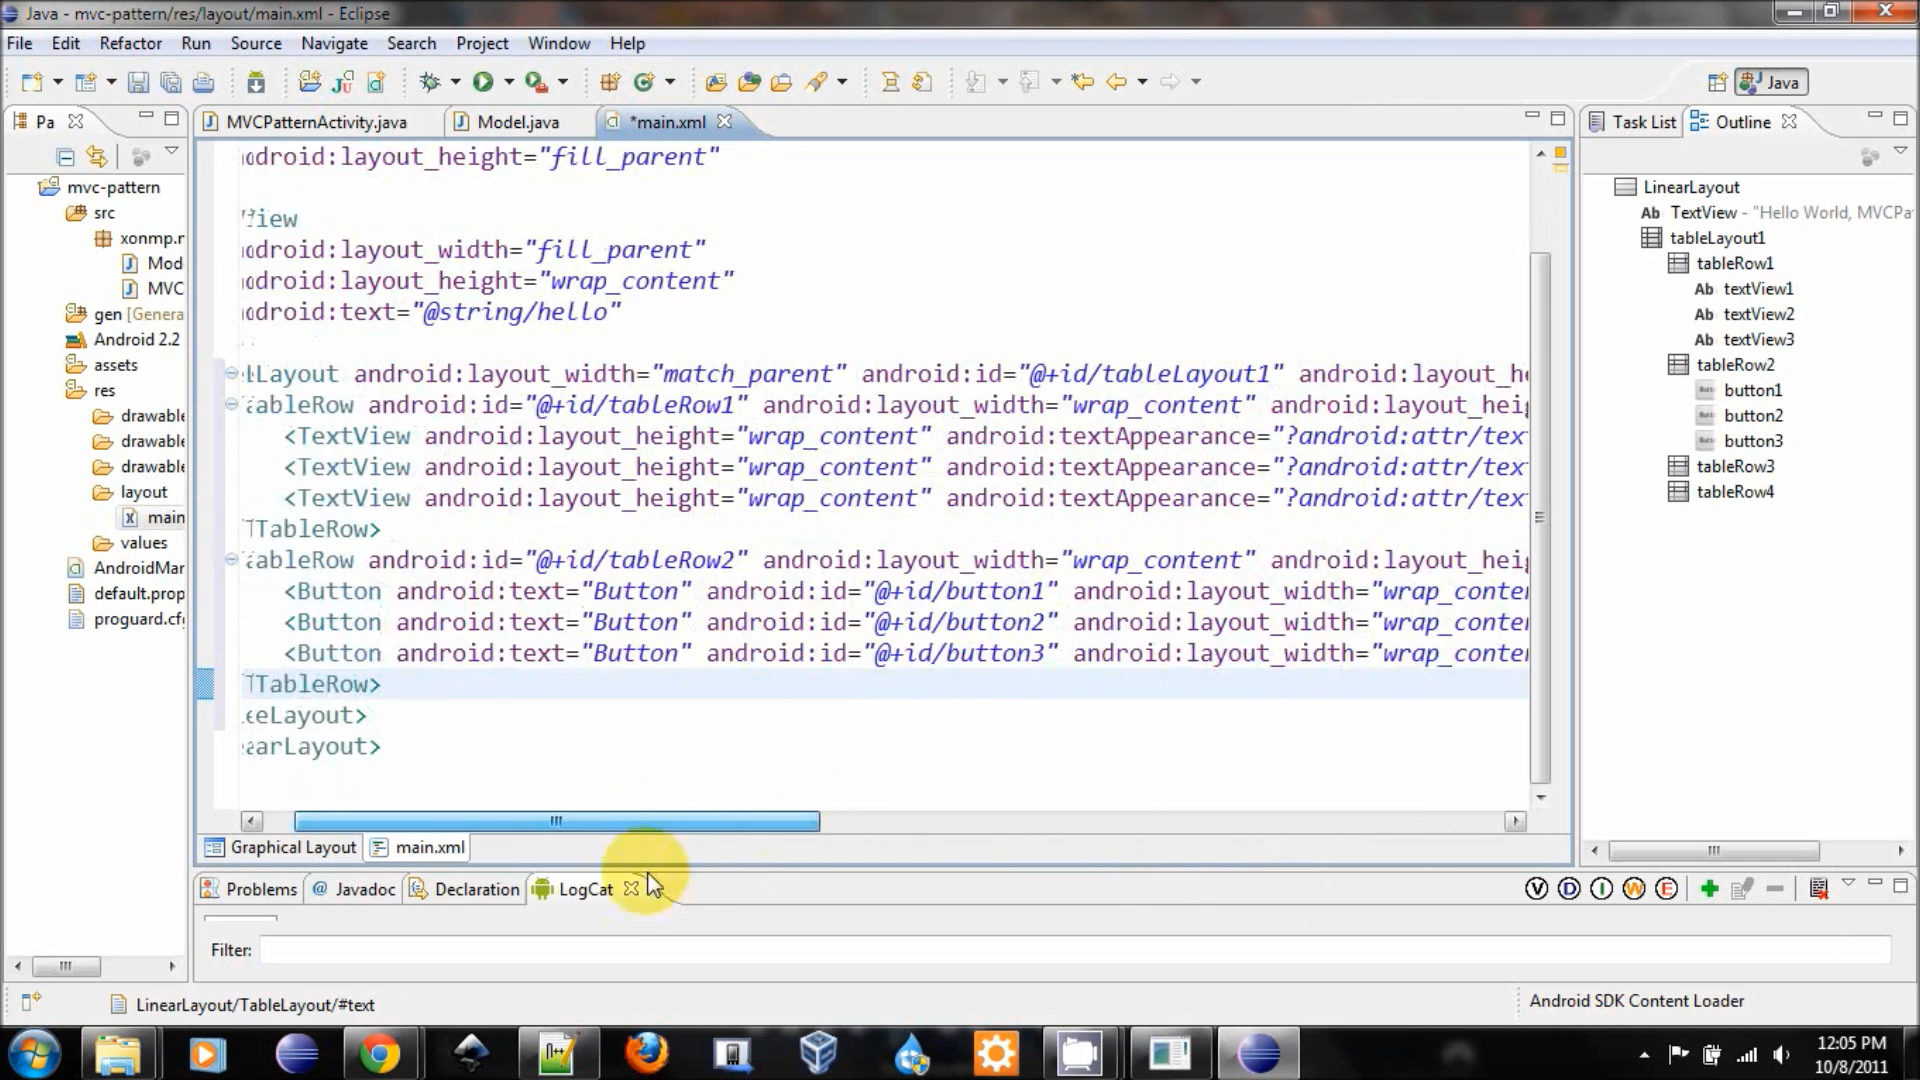 Java - mvc-pattern/res/layout/main.xml - Eclipse
File Edit Refactor Run Source Navigate Search Project Window Help
Java
Pa
MVCPatternActivity.java
Model.java
*main.xml
Task List
Outline
mvc-pattern
src
xonmp.r
Mod
MVC
gen [Genera
Android 2.2
assets
res
drawable
drawable
drawable
layout
main
values
AndroidMar
default.prop
proguard.cf
ndroid:layout_height="fill_parent"
View
ndroid:layout_width="fill_parent"
ndroid:layout_height="wrap_content"
ndroid:text="@string/hello"
Layout android:layout_width="match_parent" android:id="@+id/tableLayout1" android:layout_h
ableRow android:id="@+id/tableRow1" android:layout_width="wrap_content" android:layout_heig
<TextView android:layout_height="wrap_content" android:textAppearance="?android:attr/tex
<TextView android:layout_height="wrap_content" android:textAppearance="?android:attr/tex
<TextView android:layout_height="wrap_content" android:textAppearance="?android:attr/tex
TableRow>
ableRow android:id="@+id/tableRow2" android:layout_width="wrap_content" android:layout_heig
<Button android:text="Button" android:id="@+id/button1" android:layout_width="wrap_conte
<Button android:text="Button" android:id="@+id/button2" android:layout_width="wrap_conte
<Button android:text="Button" android:id="@+id/button3" android:layout_width="wrap_conte
TableRow>
eLayout>
arLayout>
LinearLayout
Ab TextView - "Hello World, MVCPa
tableLayout1
tableRow1
Ab textView1
Ab textView2
Ab textView3
tableRow2
button1
button2
button3
tableRow3
tableRow4
Graphical Layout
main.xml
Problems
@ Javadoc
Declaration
LogCat
V D I W E
Filter:
LinearLayout/TableLayout/#text
Android SDK Content Loader
12:05 PM
10/8/2011